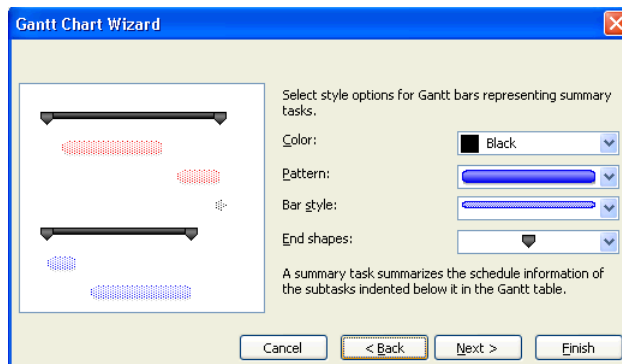 Gantt Chart Wizard
Select style options for Gantt bars representing summary
tasks.
Color:
Black
Pattern:
Bar style:
End shapes:
A summary task summarizes the schedule information of
the subtasks indented below it in the Gantt table.
Cancel
< Back
Next >
Finish